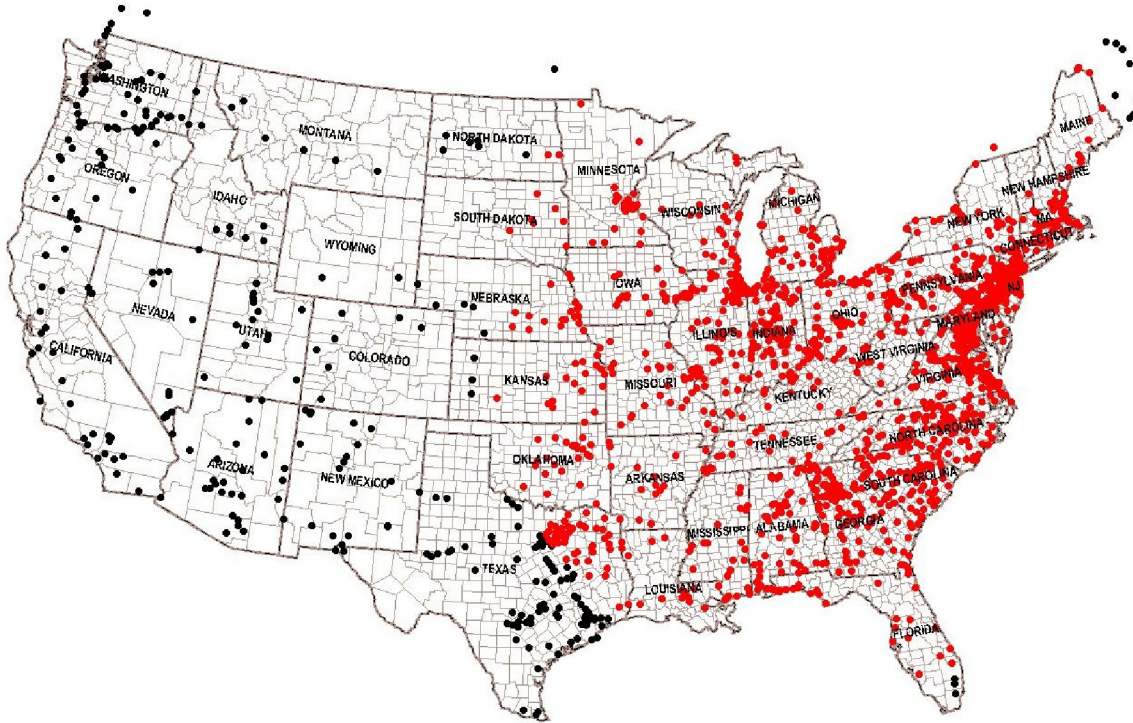 WASHINGTON
MONTANA
NORTH DAKOTA
MINNESOTA
MAINE
OREGON
IDAHO
SOUTH DAKOTA
WISCONSIN
MICHIGAN
NEW YORK
NEW HAMPSHIRE
MA
CONNECTICUT
WYOMING
IOWA
PENNSYLVANIA
NJ
NEVADA
UTAH
NEBRASKA
ILLINOIS
INDIANA
OHIO
MARYLAND
CALIFORNIA
COLORADO
KANSAS
MISSOURI
WEST VIRGINIA
VIRGINIA
KENTUCKY
ARIZONA
NEW MEXICO
OKLAHOMA
ARKANSAS
TENNESSEE
NORTH CAROLINA
SOUTH CAROLINA
TEXAS
LOUISIANA
MISSISSIPPI
ALABAMA
GEORGIA
FLORIDA